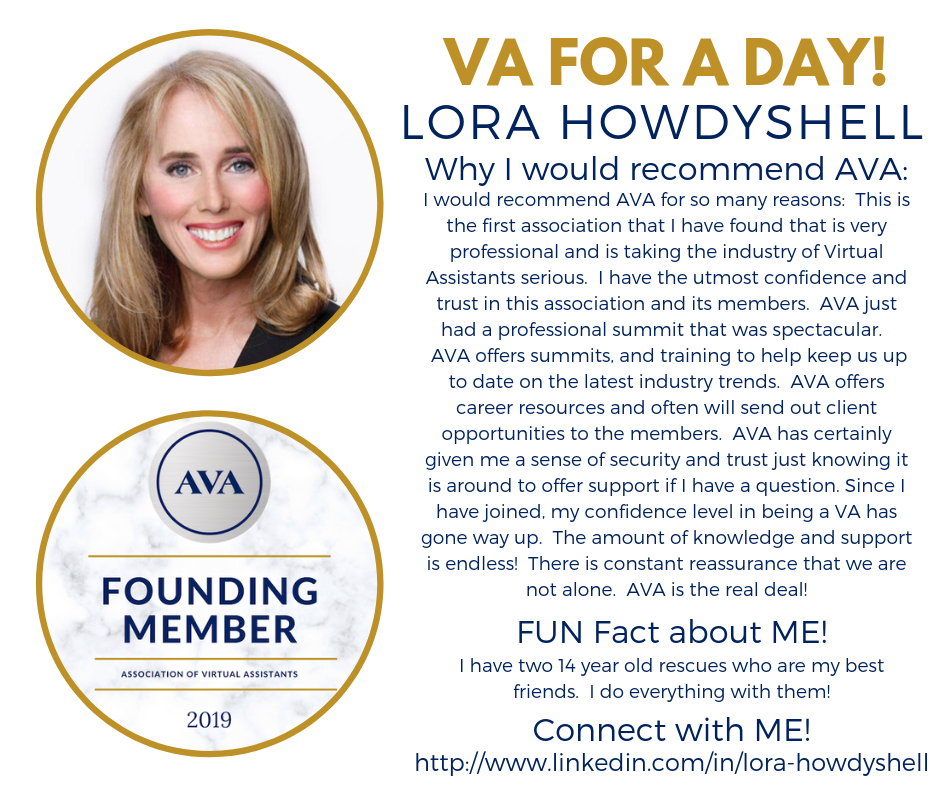 VA FOR A DAY!
LORA HOWDYSHELL
Why I would recommend AVA:
I would recommend AVA for so many reasons:  This is
the first association that I have found that is very
professional and is taking the industry of Virtual
Assistants serious.  I have the utmost confidence and
trust in this association and its members.  AVA just
had a professional summit that was spectacular.
AVA offers summits, and training to help keep us up
to date on the latest industry trends.  AVA offers
career resources and often will send out client
opportunities to the members.  AVA has certainly
given me a sense of security and trust just knowing it
is around to offer support if I have a question. Since I
have joined, my confidence level in being a VA has
gone way up.  The amount of knowledge and support
is endless!  There is constant reassurance that we are
not alone.  AVA is the real deal!
FUN Fact about ME!
I have two 14 year old rescues who are my best
friends.  I do everything with them!
Connect with ME!
http://www.linkedin.com/in/lora-howdyshell
AVA
FOUNDING
MEMBER
ASSOCIATION OF VIRTUAL ASSISTANTS
2019